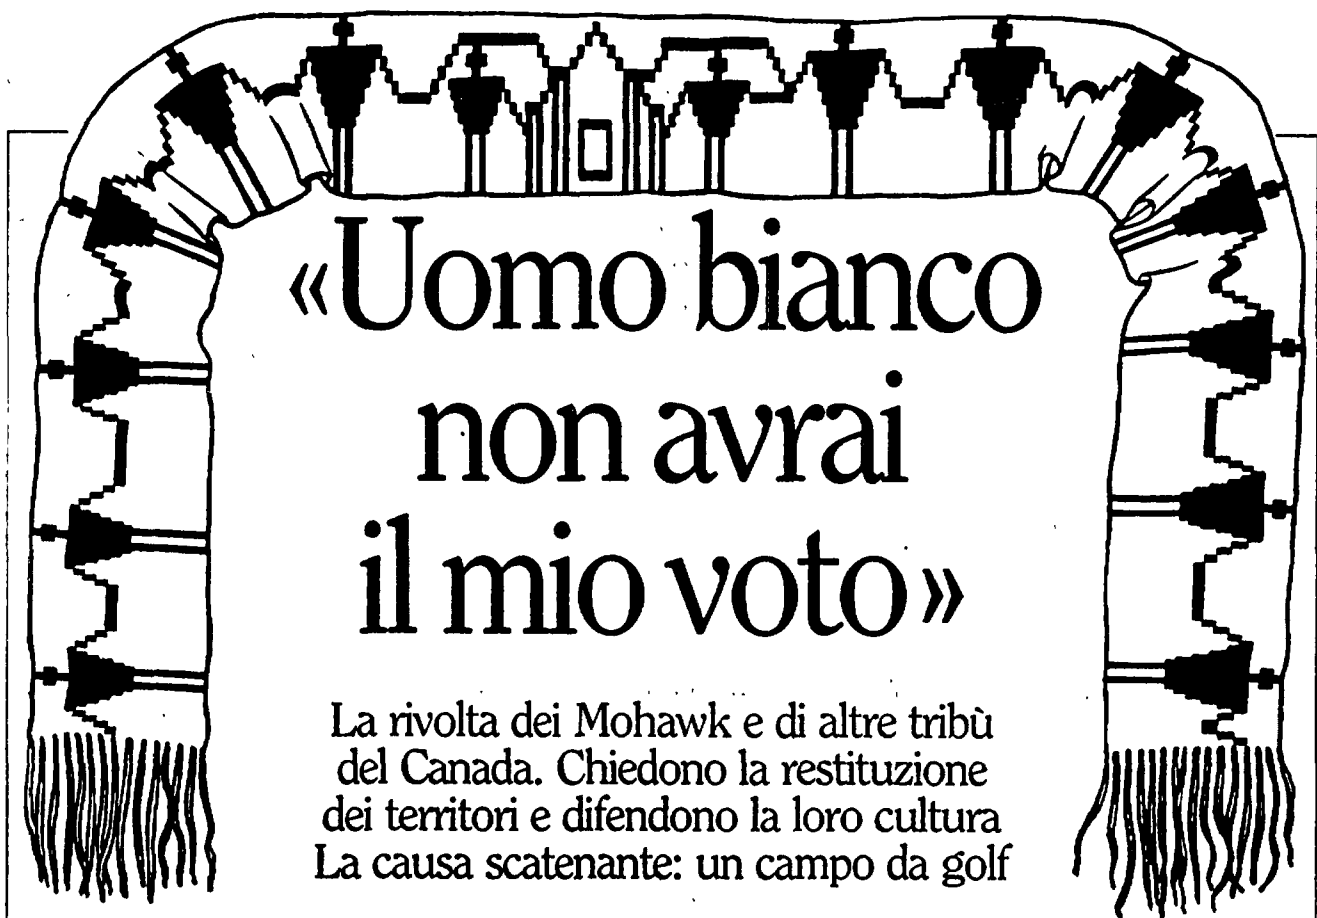 «Uomo bianco
non avrai
il mio voto»
La rivolta dei Mohawk e di altre tribù
del Canada. Chiedono la restituzione
dei territori e difendono la loro cultura
La causa scatenante: un campo da golf